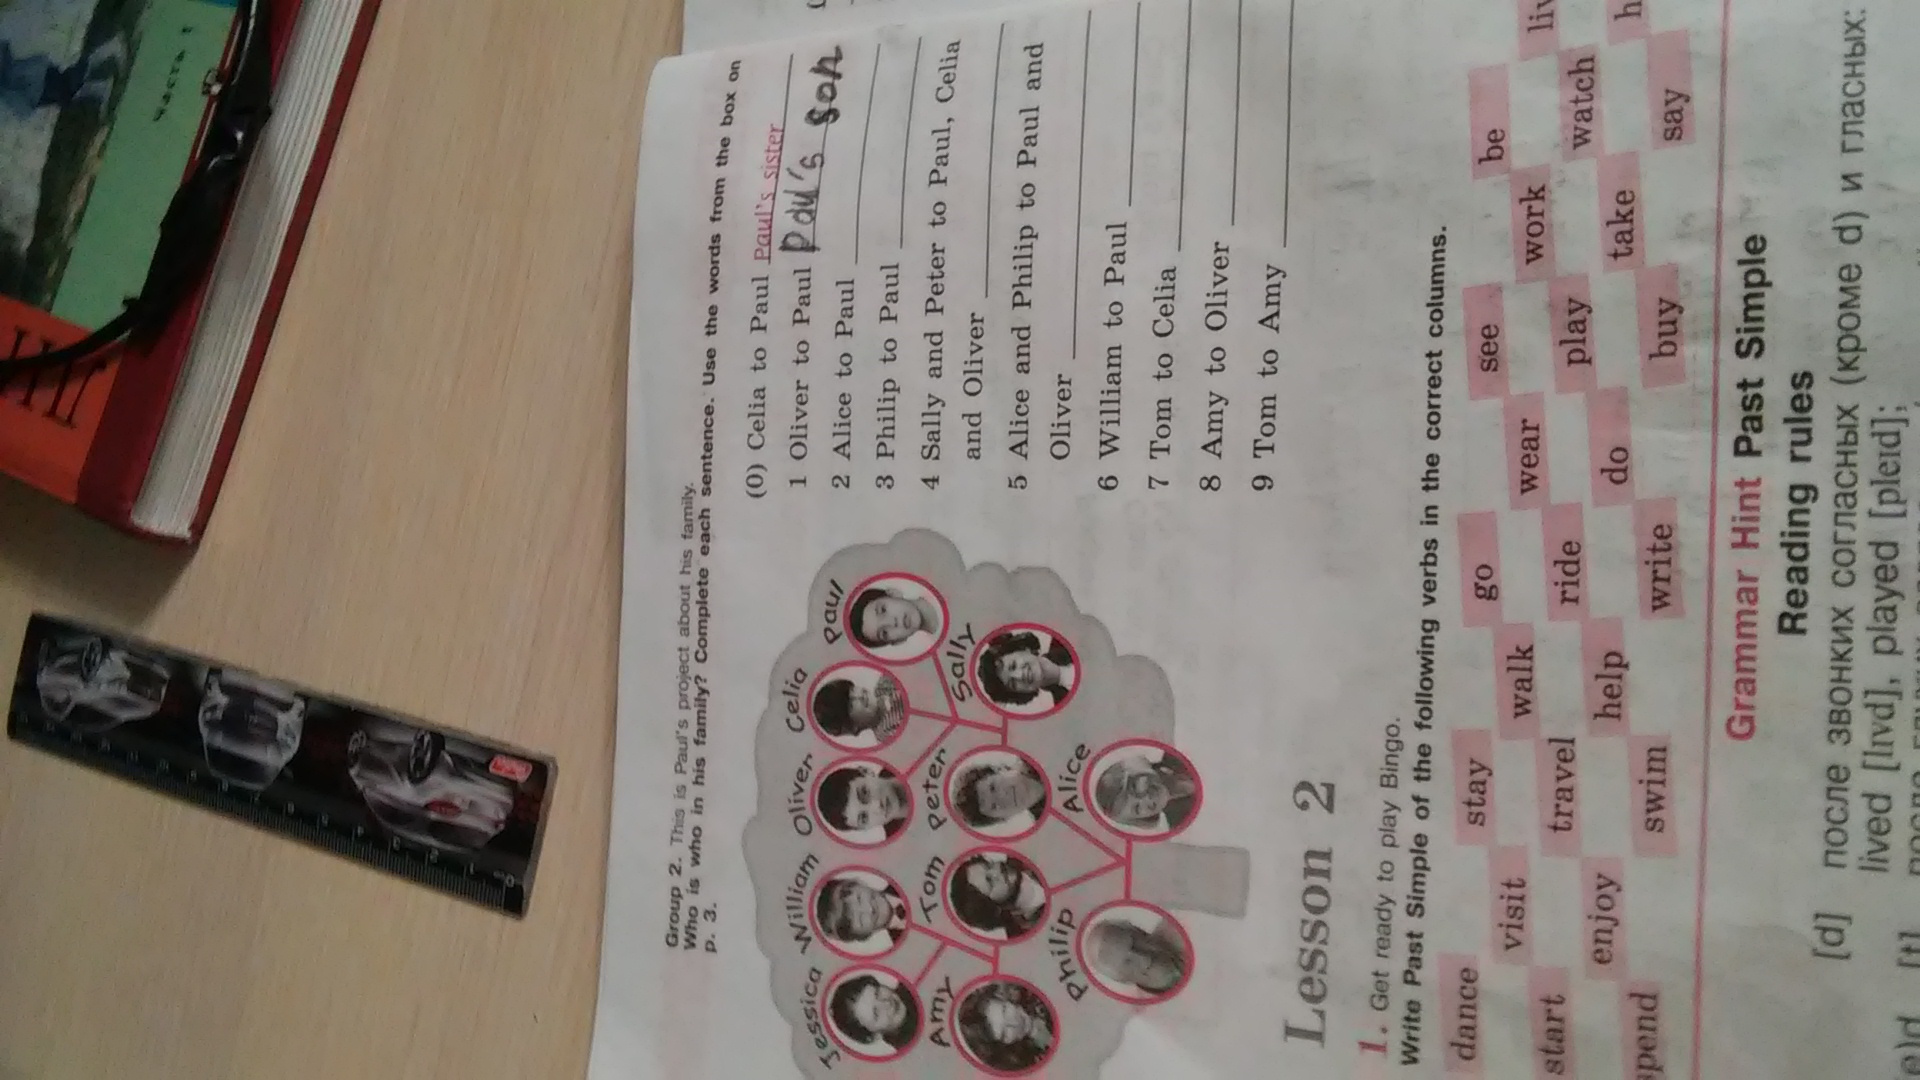 часть 1
Group 2. This is Paul's project about his family.
Who is who in his family? Complete each sentence. Use the words from the box on
p. 3.
Jessica
William
Oliver
Celia
Paul
Amy
Tom
Peter
Sally
Philip
Alice
(0) Celia to Paul Paul's sister
1 Oliver to Paul Paul's son
2 Alice to Paul
3 Philip to Paul
4 Sally and Peter to Paul, Celia
and Oliver
5 Alice and Philip to Paul and
Oliver
6 William to Paul
7 Tom to Celia
8 Amy to Oliver
9 Tom to Amy
Lesson 2
1. Get ready to play Bingo.
Write Past Simple of the following verbs in the correct columns.
dance stay go see be
visit walk wear work
start travel ride play watch
enjoy help do take
swim write buy say
Grammar Hint Past Simple
Reading rules
[d] после звонких согласных (кроме d) и гласных:
lived [lɪvd], played [pleɪd];